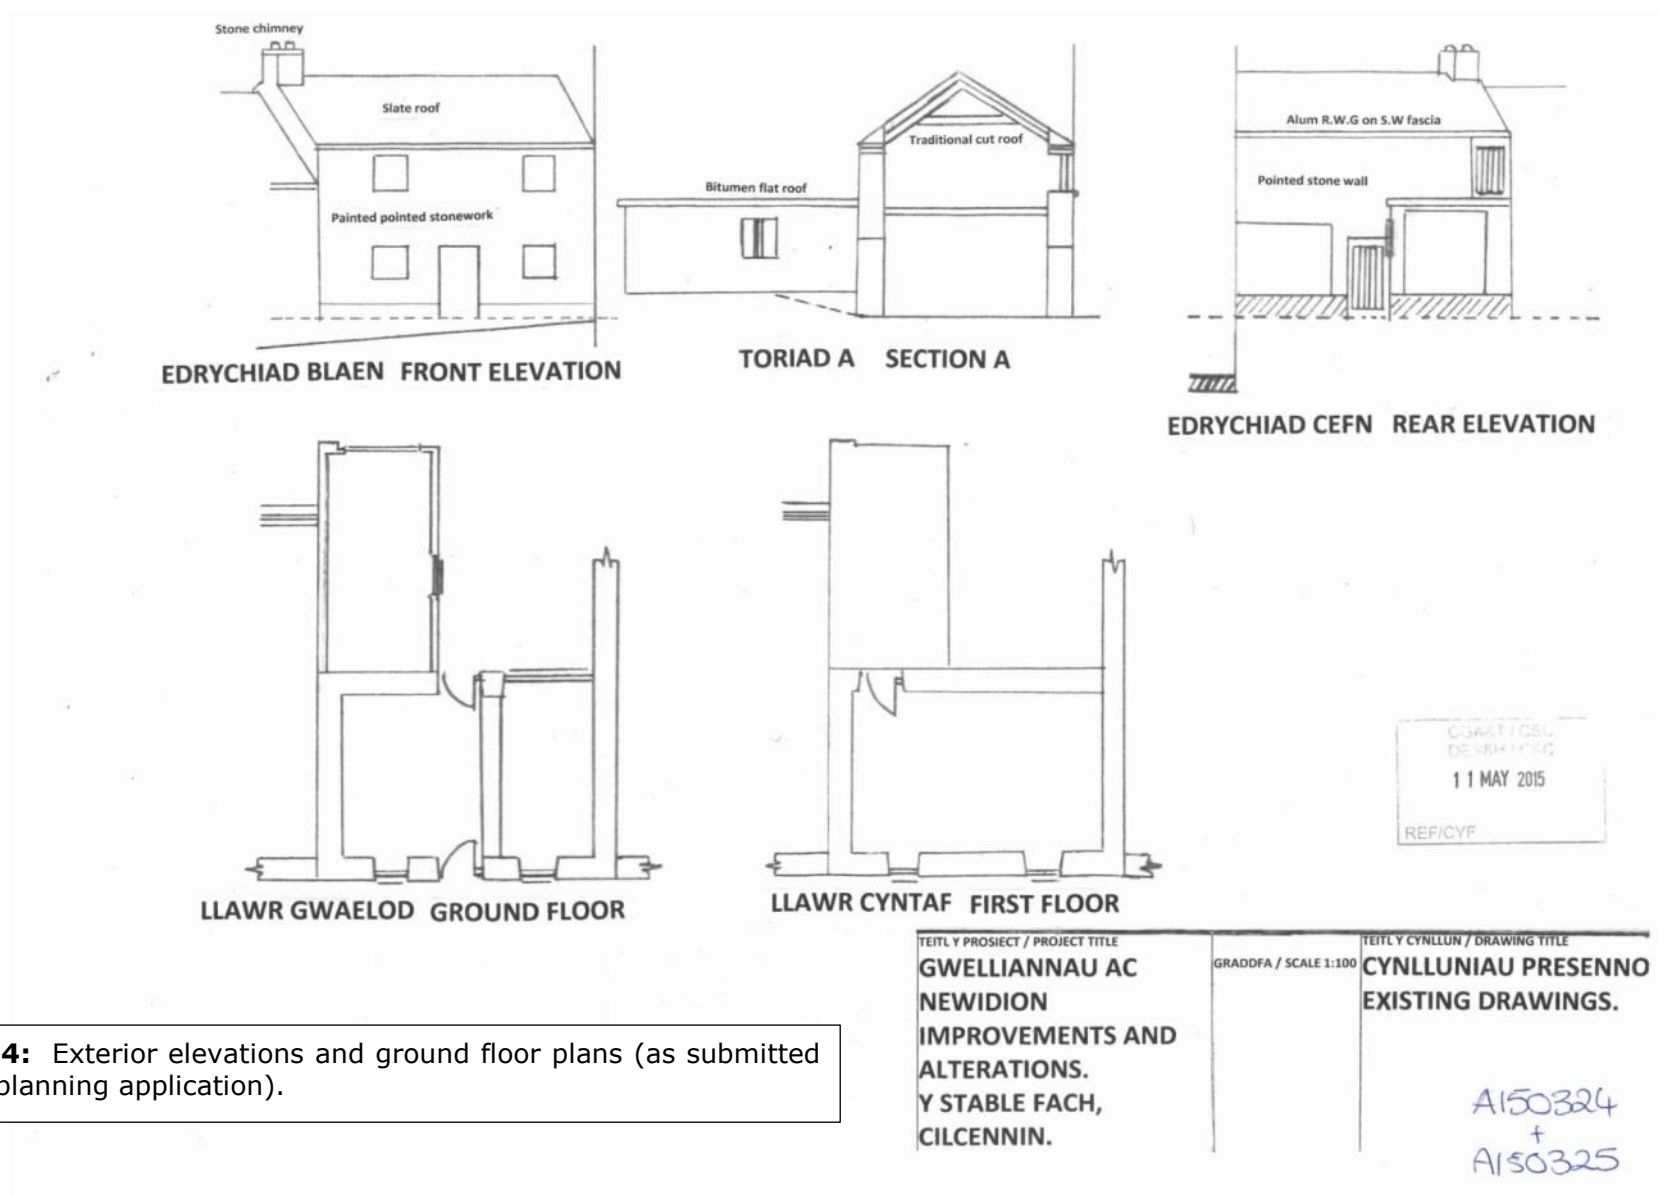 Stone chimney
Slate roof
Painted pointed stonework
EDRYCHIAD BLAEN FRONT ELEVATION
Bitumen flat roof
Traditional cut roof
TORIAD A SECTION A
Alum R.W.G on S.W fascia
Pointed stone wall
EDRYCHIAD CEFN REAR ELEVATION
LLAWR GWAELOD GROUND FLOOR
LLAWR CYNTAF FIRST FLOOR
11 MAY 2015
REF/CYF
TEITL Y PROSIECT / PROJECT TITLE
GWELLIANNAU AC
NEWIDION
IMPROVEMENTS AND
ALTERATIONS.
Y STABLE FACH,
CILCENNIN.
GRADDFA / SCALE 1:100
TEITL Y CYNLLUN / DRAWING TITLE
CYNLLUNIAU PRESENNO
EXISTING DRAWINGS.
A150324
+
A150325
4: Exterior elevations and ground floor plans (as submitted
planning application).